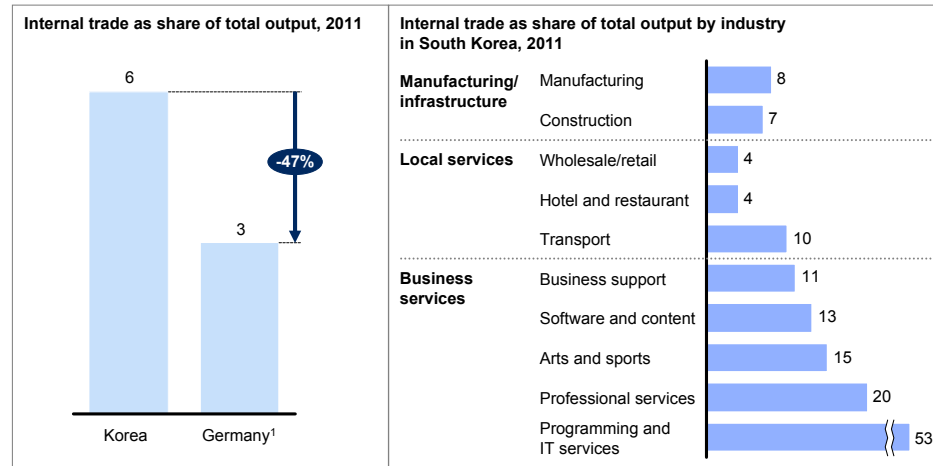 Internal trade as share of total output, 2011
6
-47%
3
Korea
Germany1
Internal trade as share of total output by industry
in South Korea, 2011
Manufacturing/
infrastructure
Manufacturing
8
Construction
7
Local services
Wholesale/retail
4
Hotel and restaurant
4
Transport
10
Business
services
Business support
11
Software and content
13
Arts and sports
15
Professional services
20
Programming and
IT services
53